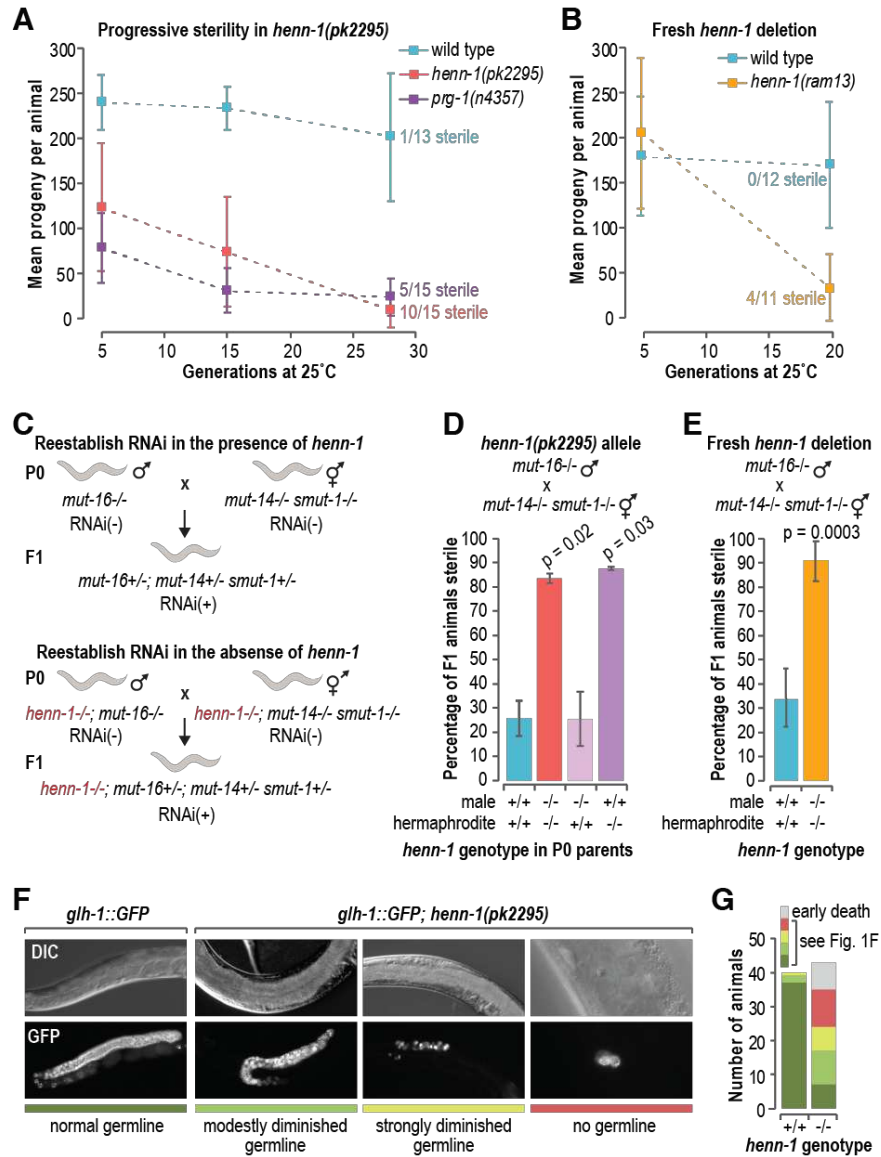 A
Progressive sterility in henn-1(pk2295)
wild type
henn-1(pk2295)
prg-1(n4357)
300
250
200
150
100
50
0
Mean progeny per animal
1/13 sterile
5/15 sterile
10/15 sterile
5 10 15 20 25 30
Generations at 25˚C
B
Fresh henn-1 deletion
wild type
henn-1(ram13)
300
250
200
150
100
50
0
Mean progeny per animal
0/12 sterile
4/11 sterile
5 10 15 20
Generations at 25˚C
C
Reestablish RNAi in the presence of henn-1
P0 ♂ x ⚥
mut-16-/- mut-14-/- smut-1-/-
RNAi(-) RNAi(-)
F1
mut-16+/-; mut-14+/- smut-1+/-
RNAi(+)
Reestablish RNAi in the absense of henn-1
P0 ♂ x ⚥
henn-1-/-; mut-16-/- henn-1-/-; mut-14-/- smut-1-/-
RNAi(-) RNAi(-)
F1
henn-1-/-; mut-16+/-; mut-14+/- smut-1+/-
RNAi(+)
D
henn-1(pk2295) allele
mut-16-/- ♂
x
mut-14-/- smut-1-/- ⚥
p = 0.02
p = 0.03
100
90
80
70
60
50
40
30
20
10
0
Percentage of F1 animals sterile
male +/+ -/- -/- +/+
hermaphrodite +/+ -/- +/+ -/-
henn-1 genotype in P0 parents
E
Fresh henn-1 deletion
mut-16-/- ♂
x
mut-14-/- smut-1-/- ⚥
p = 0.0003
100
90
80
70
60
50
40
30
20
10
0
Percentage of F1 animals sterile
male +/+ -/-
hermaphrodite +/+ -/-
henn-1 genotype
F
glh-1::GFP
glh-1::GFP; henn-1(pk2295)
DIC
GFP
normal germline
modestly diminished
germline
strongly diminished
germline
no germline
G
early death
see Fig. 1F
50
40
30
20
10
0
Number of animals
+/+ -/-
henn-1 genotype